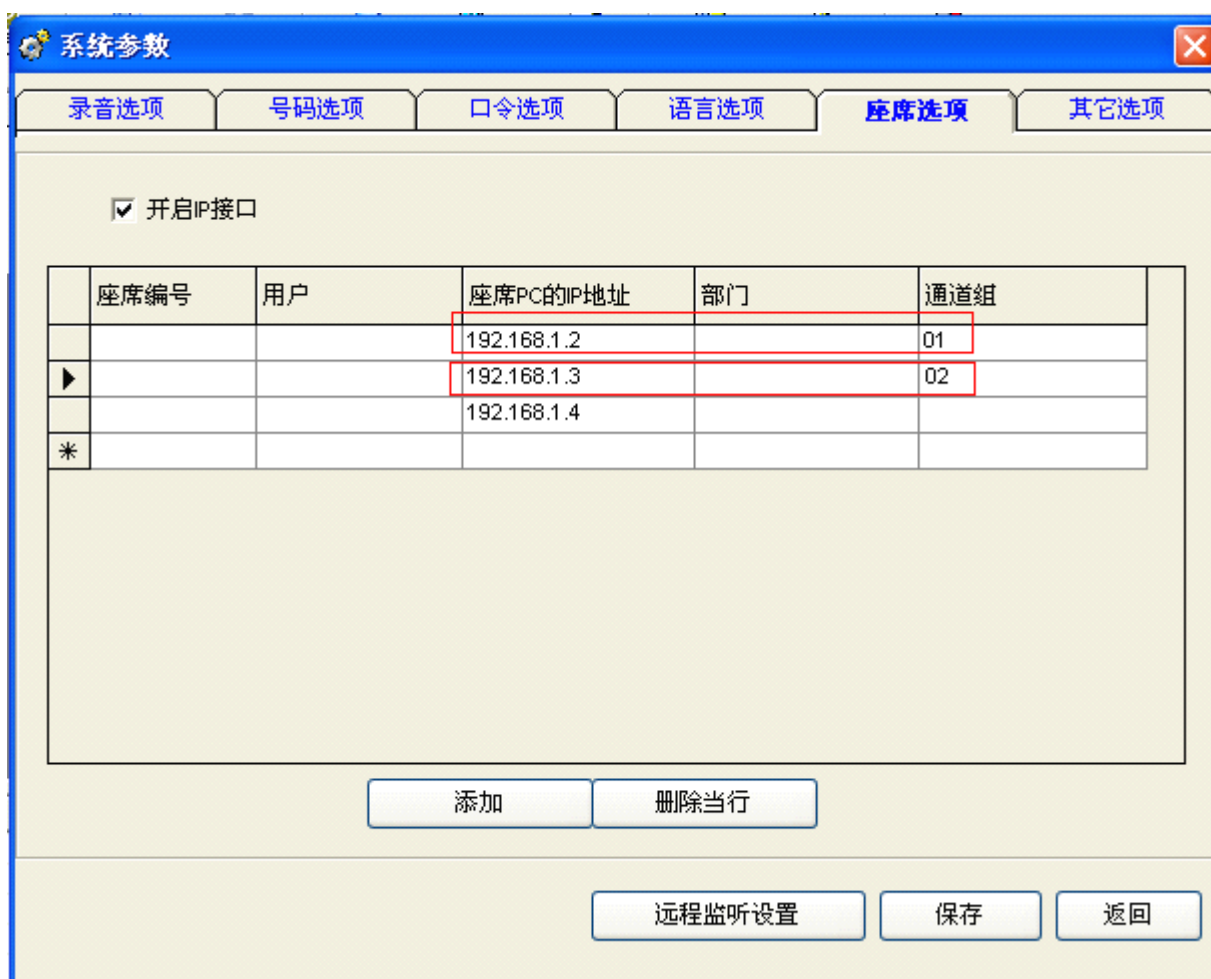 系统参数
录音选项 号码选项 口令选项 语言选项 座席选项 其它选项
开启IP接口
座席编号 用户 座席PC的IP地址 部门 通道组
192.168.1.2 01
192.168.1.3 02
192.168.1.4
添加 删除当行
远程监听设置 保存 返回